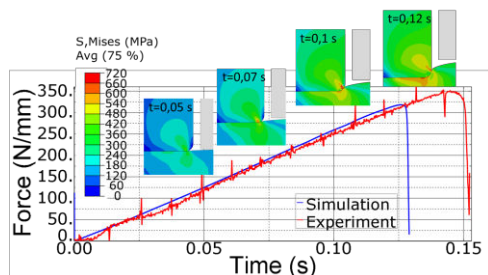 S,Mises (MPa)
Avg (75 %)
720
660
600
540
480
420
360
300
240
180
120
60
0
t=0,05 s
t=0,07 s
t=0,1 s
t=0,12 s
Force (N/mm)
350.
300
250
200
150
100
50.
0.
0.00
0.05
0.10
0.15
Simulation
Experiment
Time (s)